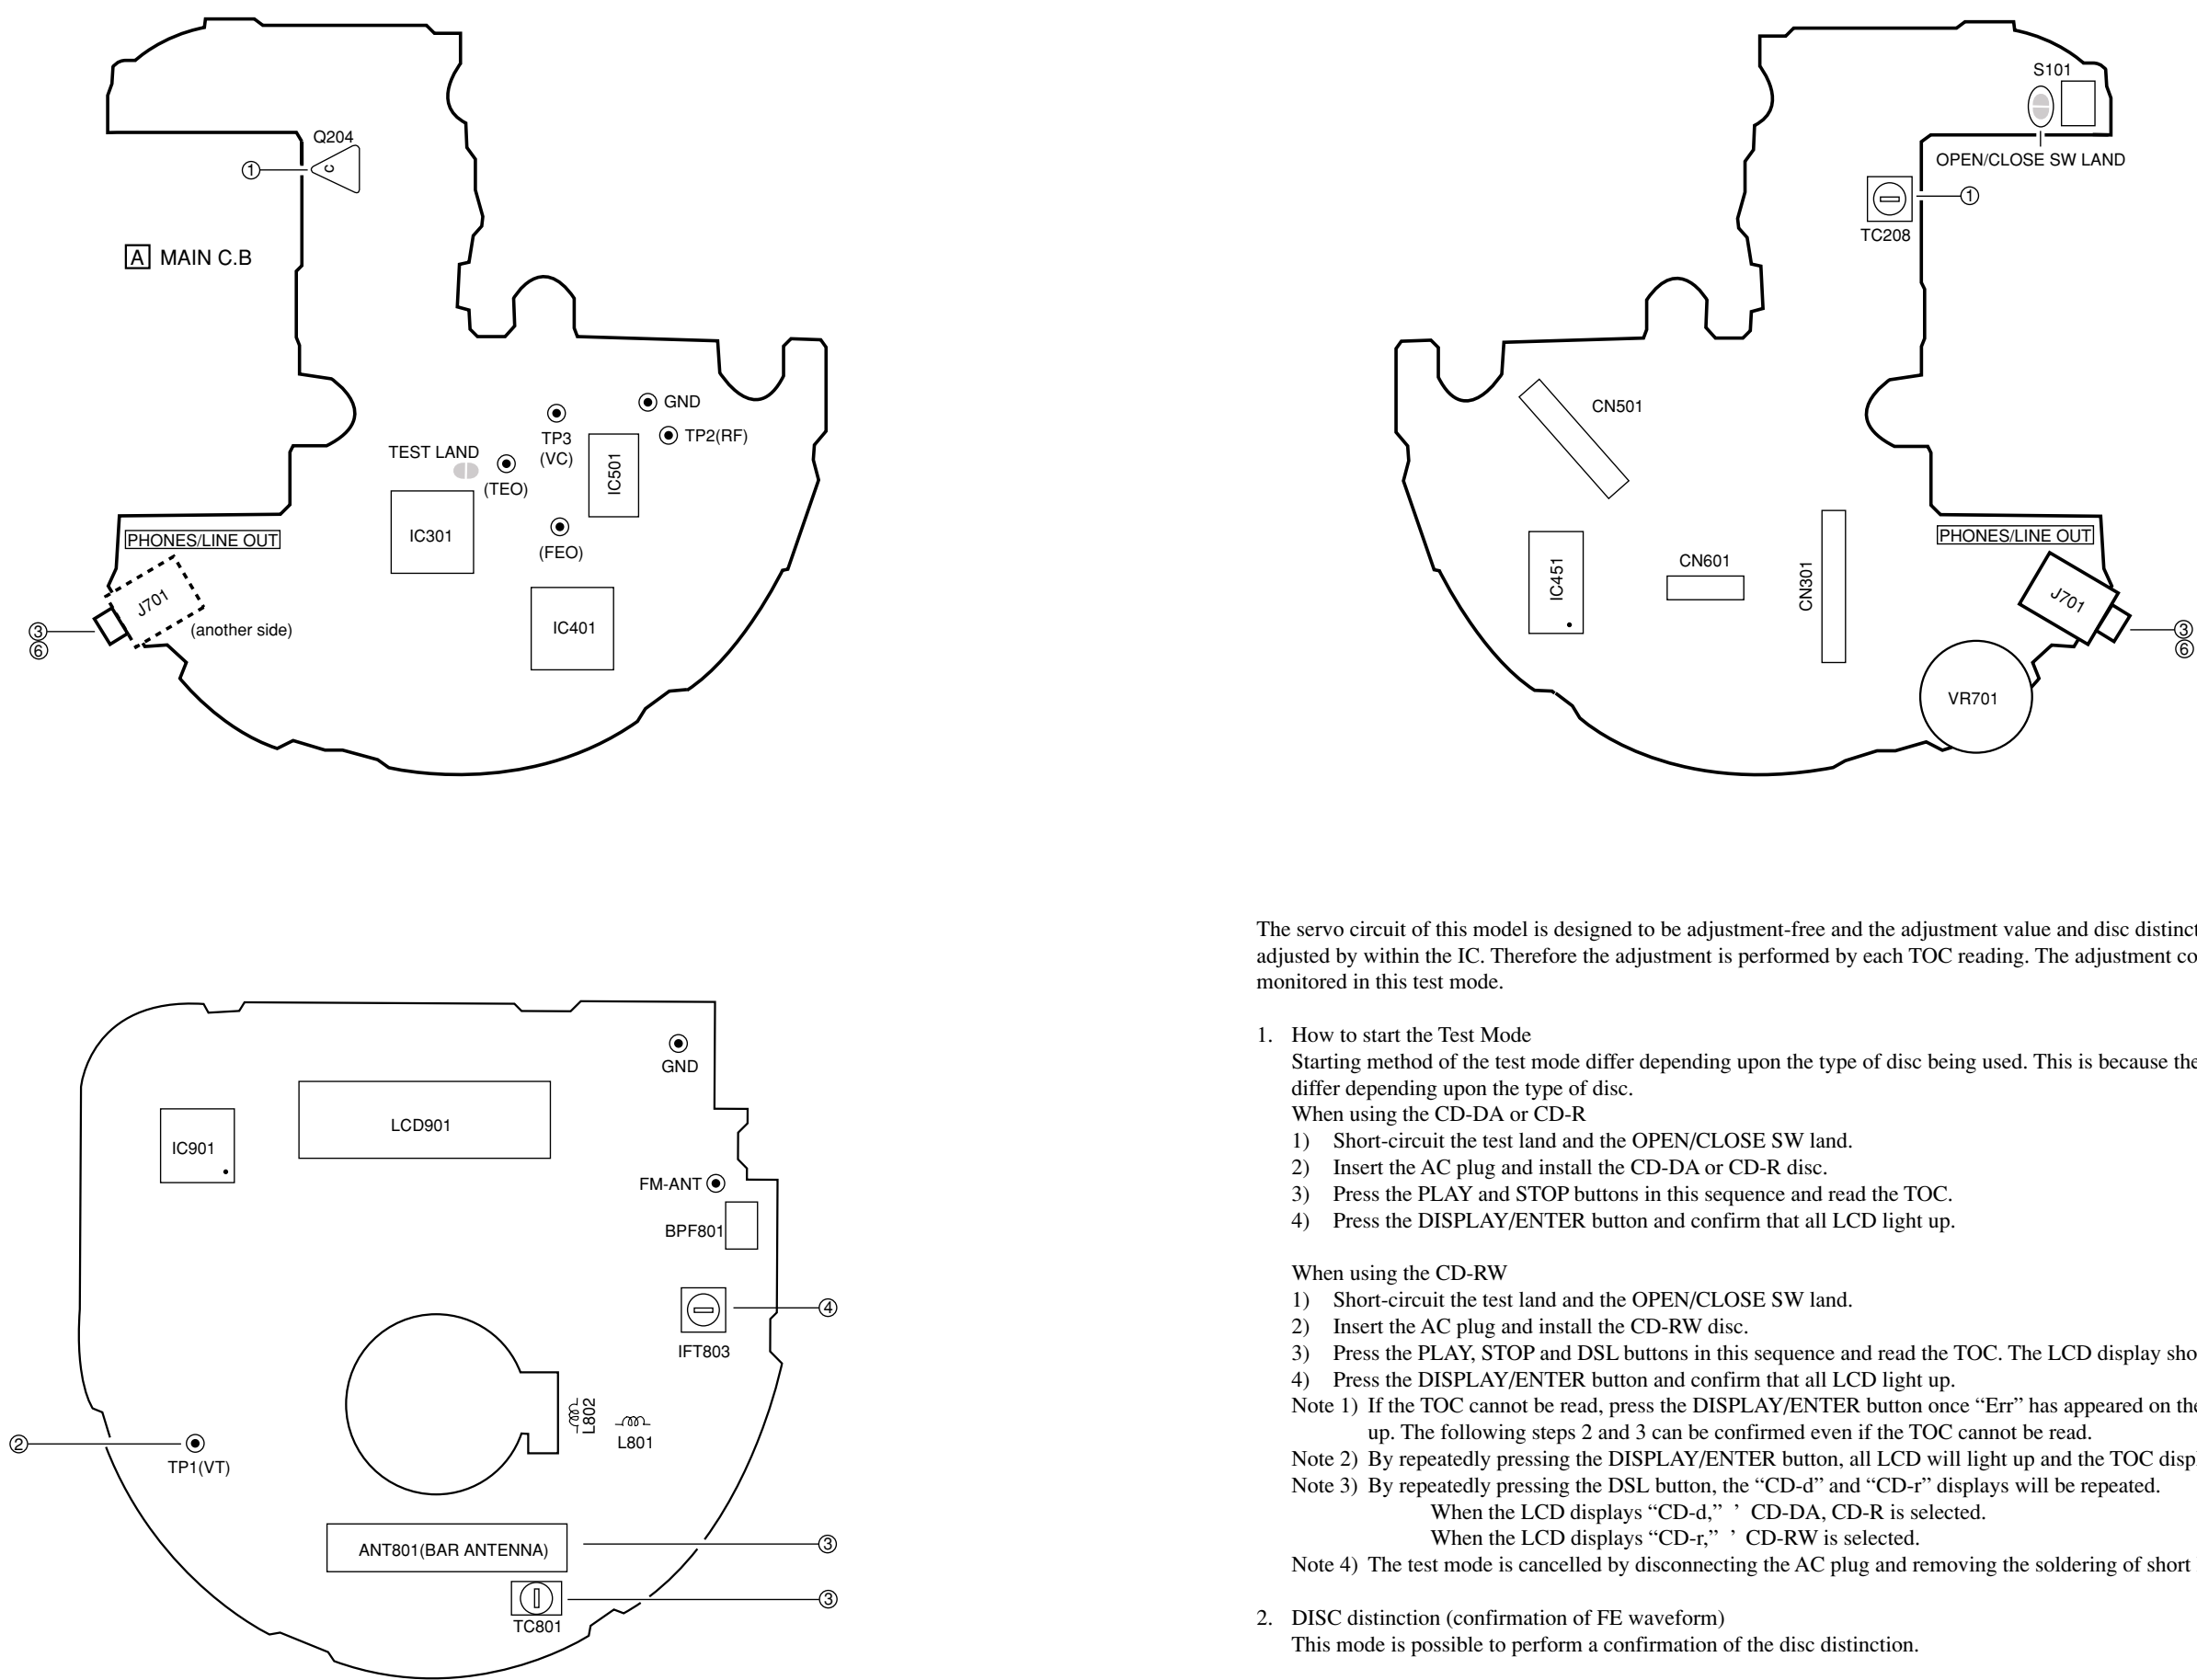 Q204
C
①
A MAIN C.B
GND
TP2(RF)
TP3
(VC)
TEST LAND
(TEO)
IC501
(FEO)
IC301
IC401
PHONES/LINE OUT
J701
(another side)
③
⑥
S101
OPEN/CLOSE SW LAND
①
TC208
CN501
IC451
CN601
CN301
PHONES/LINE OUT
J701
③
⑥
VR701
GND
LCD901
IC901
FM-ANT
BPF801
④
IFT803
L802
L801
②
TP1(VT)
ANT801(BAR ANTENNA)
③
TC801
③
The servo circuit of this model is designed to be adjustment-free and the adjustment value and disc distinct
adjusted by within the IC. Therefore the adjustment is performed by each TOC reading. The adjustment co
monitored in this test mode.
1. How to start the Test Mode
Starting method of the test mode differ depending upon the type of disc being used. This is because the
differ depending upon the type of disc.
When using the CD-DA or CD-R
1) Short-circuit the test land and the OPEN/CLOSE SW land.
2) Insert the AC plug and install the CD-DA or CD-R disc.
3) Press the PLAY and STOP buttons in this sequence and read the TOC.
4) Press the DISPLAY/ENTER button and confirm that all LCD light up.
When using the CD-RW
1) Short-circuit the test land and the OPEN/CLOSE SW land.
2) Insert the AC plug and install the CD-RW disc.
3) Press the PLAY, STOP and DSL buttons in this sequence and read the TOC. The LCD display sho
4) Press the DISPLAY/ENTER button and confirm that all LCD light up.
Note 1) If the TOC cannot be read, press the DISPLAY/ENTER button once “Err” has appeared on the
up. The following steps 2 and 3 can be confirmed even if the TOC cannot be read.
Note 2) By repeatedly pressing the DISPLAY/ENTER button, all LCD will light up and the TOC disp
Note 3) By repeatedly pressing the DSL button, the “CD-d” and “CD-r” displays will be repeated.
When the LCD displays “CD-d,” ’ CD-DA, CD-R is selected.
When the LCD displays “CD-r,” ’ CD-RW is selected.
Note 4) The test mode is cancelled by disconnecting the AC plug and removing the soldering of short
2. DISC distinction (confirmation of FE waveform)
This mode is possible to perform a confirmation of the disc distinction.